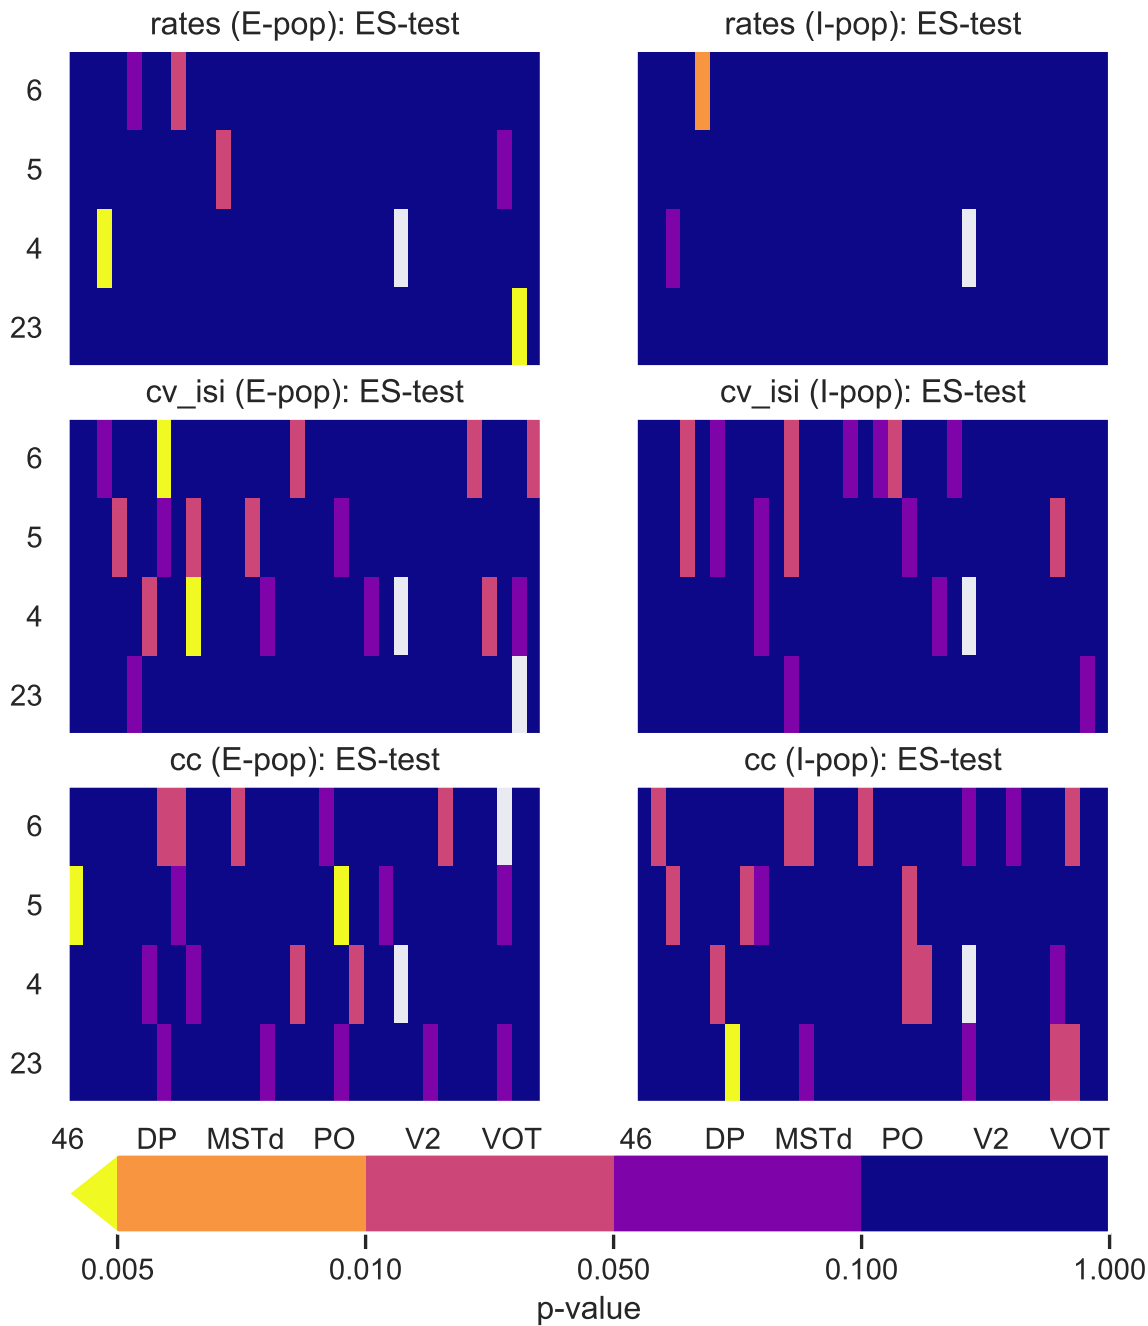 rates (E-pop): ES-test
rates (I-pop): ES-test
6
5
4
23
cv_isi (E-pop): ES-test
cv_isi (I-pop): ES-test
6
5
4
23
cc (E-pop): ES-test
cc (I-pop): ES-test
6
5
4
23
46 DP MSTd PO V2 VOT
46 DP MSTd PO V2 VOT
0.005 0.010 0.050 0.100 1.000
p-value